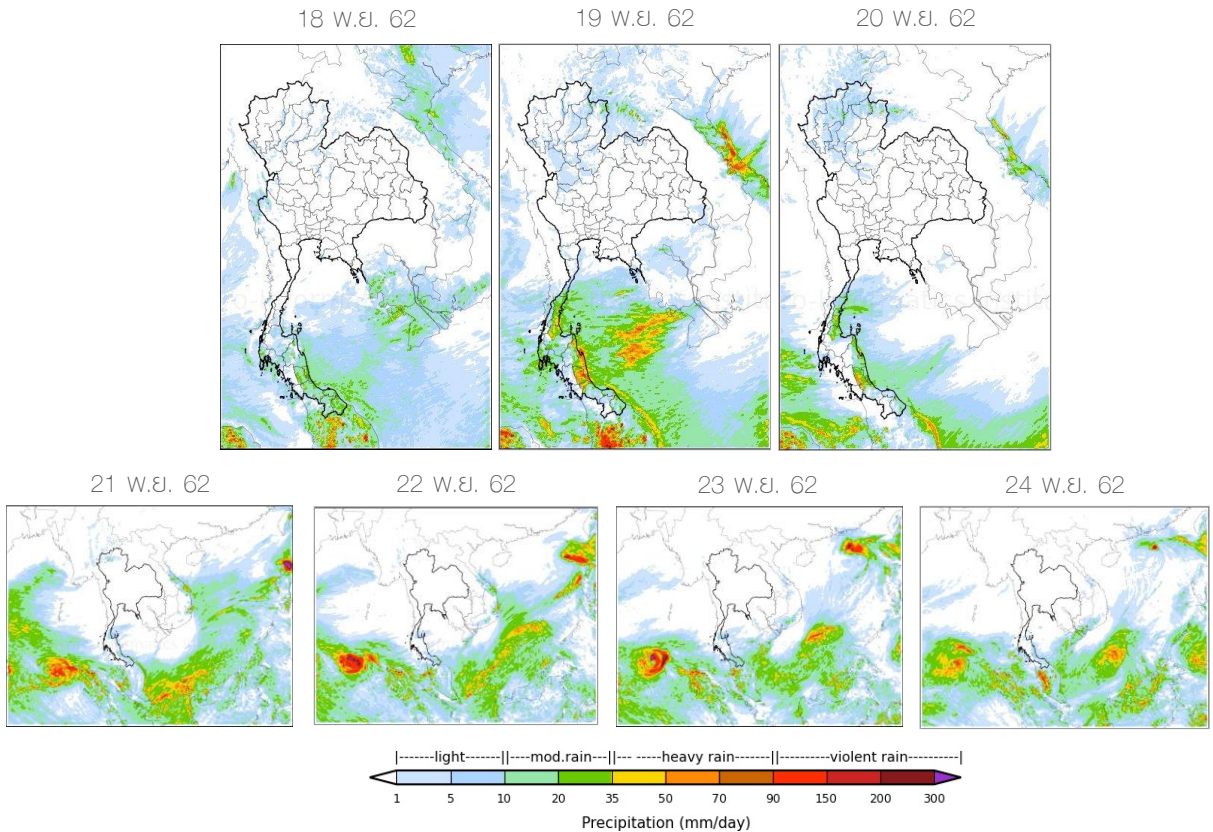 18 พ.ย. 62 19 พ.ย. 62 20 พ.ย. 62
21 พ.ย. 62 22 พ.ย. 62 23 พ.ย. 62 24 พ.ย. 62
|------light-------||---mod.rain---||--- -----heavy rain---------||--------violent rain------------|
1 5 10 20 35 50 70 90 150 200 300
Precipitation (mm/day)